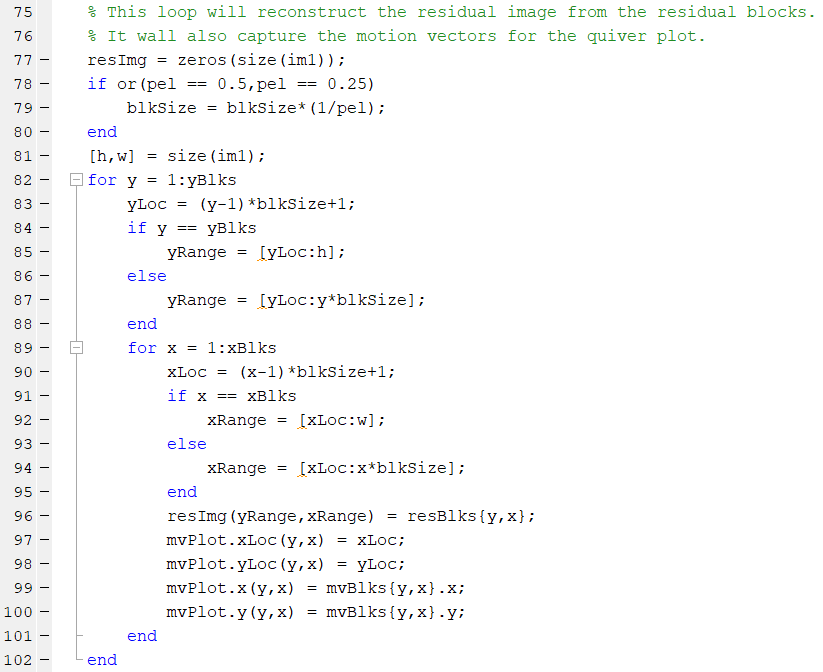 75 % This loop will reconstruct the residual image from the residual blocks.
76 % It wall also capture the motion vectors for the quiver plot.
77 – resImg = zeros(size(im1));
78 – if or(pel == 0.5,pel == 0.25)
79 – blkSize = blkSize*(1/pel);
80 – end
81 – [h,w] = size(im1);
82 – for y = 1:yBlks
83 – yLoc = (y-1)*blkSize+1;
84 – if y == yBlks
85 – yRange = [yLoc:h];
86 – else
87 – yRange = [yLoc:y*blkSize];
88 – end
89 – for x = 1:xBlks
90 – xLoc = (x-1)*blkSize+1;
91 – if x == xBlks
92 – xRange = [xLoc:w];
93 – else
94 – xRange = [xLoc:x*blkSize];
95 – end
96 – resImg(yRange,xRange) = resBlks{y,x};
97 – mvPlot.xLoc(y,x) = xLoc;
98 – mvPlot.yLoc(y,x) = yLoc;
99 – mvPlot.x(y,x) = mvBlks{y,x}.x;
100 – mvPlot.y(y,x) = mvBlks{y,x}.y;
101 – end
102 – end